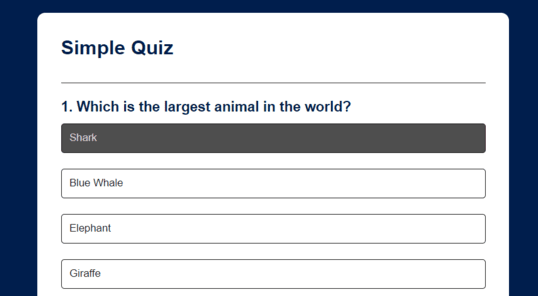 Simple Quiz
1. Which is the largest animal in the world?
Shark
Blue Whale
Elephant
Giraffe